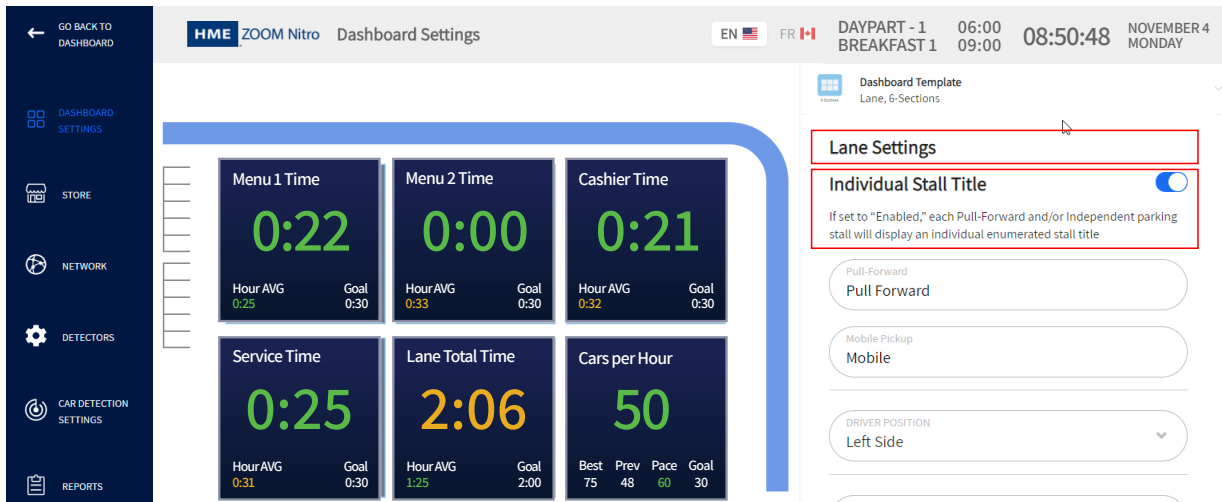 GO BACK TO
DASHBOARD
HME ZOOM Nitro Dashboard Settings
EN FR
DAYPART - 1 06:00
BREAKFAST 1 09:00
08:50:48
NOVEMBER 4
MONDAY
DASHBOARD
SETTINGS
STORE
NETWORK
DETECTORS
CAR DETECTION
SETTINGS
REPORTS
Menu 1 Time
0:22
Hour AVG Goal
0:25 0:30
Menu 2 Time
0:00
Hour AVG Goal
0:33 0:30
Cashier Time
0:21
Hour AVG Goal
0:32 0:30
Service Time
0:25
Hour AVG Goal
0:31 0:30
Lane Total Time
2:06
Hour AVG Goal
1:25 2:00
Cars per Hour
50
Best Prev Pace Goal
75 48 60 30
Dashboard Template
Lane, 6-Sections
Lane Settings
Individual Stall Title
If set to “Enabled,” each Pull-Forward and/or Independent parking
stall will display an individual enumerated stall title
Pull-Forward
Pull Forward
Mobile Pickup
Mobile
DRIVER POSITION
Left Side